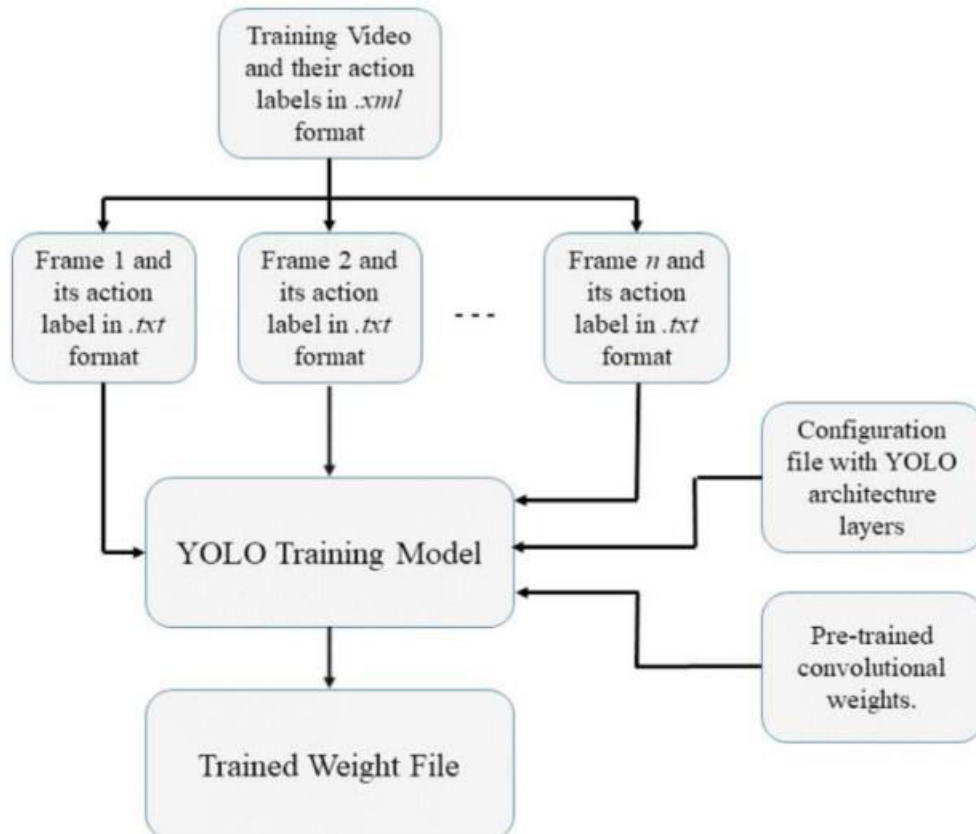 Training Video
and their action
labels in .xml
format
Frame 1 and
its action
label in .txt
format
Frame 2 and
its action
label in .txt
format
- - -
Frame n and
its action
label in .txt
format
Configuration
file with YOLO
architecture
layers
YOLO Training Model
Pre-trained
convolutional
weights.
Trained Weight File